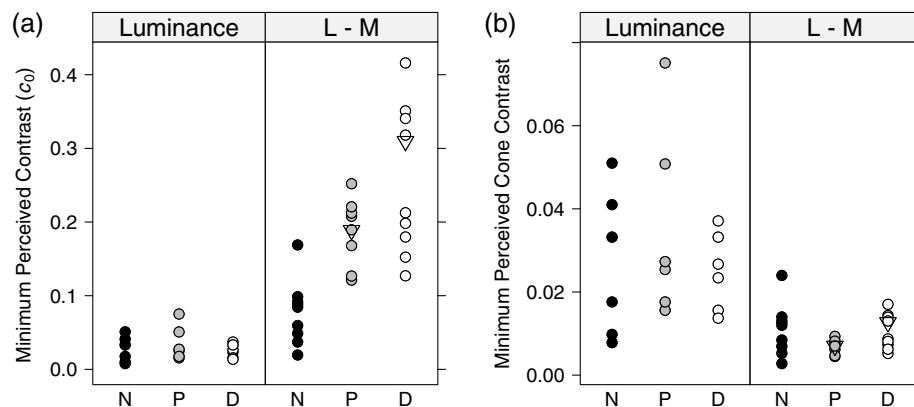 (a)
Luminance
L - M
Minimum Perceived Contrast (c0)
0.4
0.3
0.2
0.1
0.0
N P D N P D
(b)
Luminance
L - M
Minimum Perceived Cone Contrast
0.06
0.04
0.02
0.00
N P D N P D